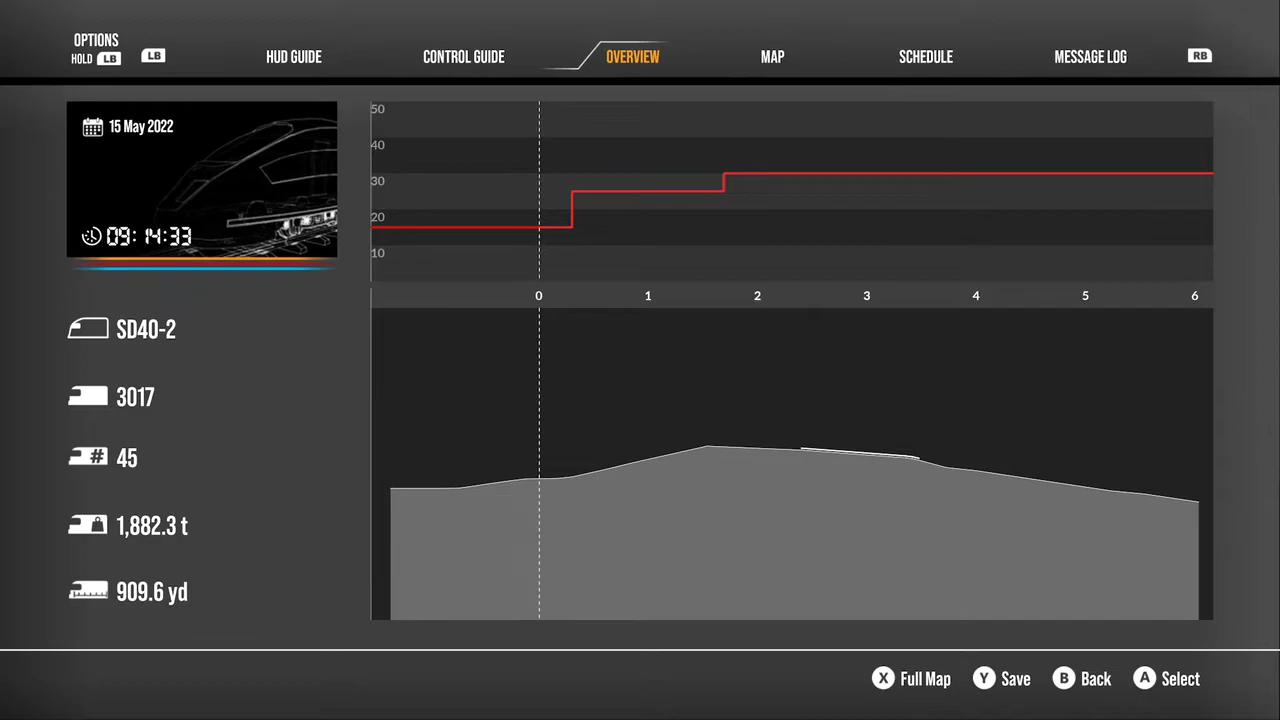 OPTIONS
HOLD LB
LB
HUD GUIDE
CONTROL GUIDE
OVERVIEW
MAP
SCHEDULE
MESSAGE LOG
RB
15 May 2022
09:14:33
50
40
30
20
10
0 1 2 3 4 5 6
SD40-2
3017
# 45
1,882.3 t
909.6 yd
X Full Map
Y Save
B Back
A Select